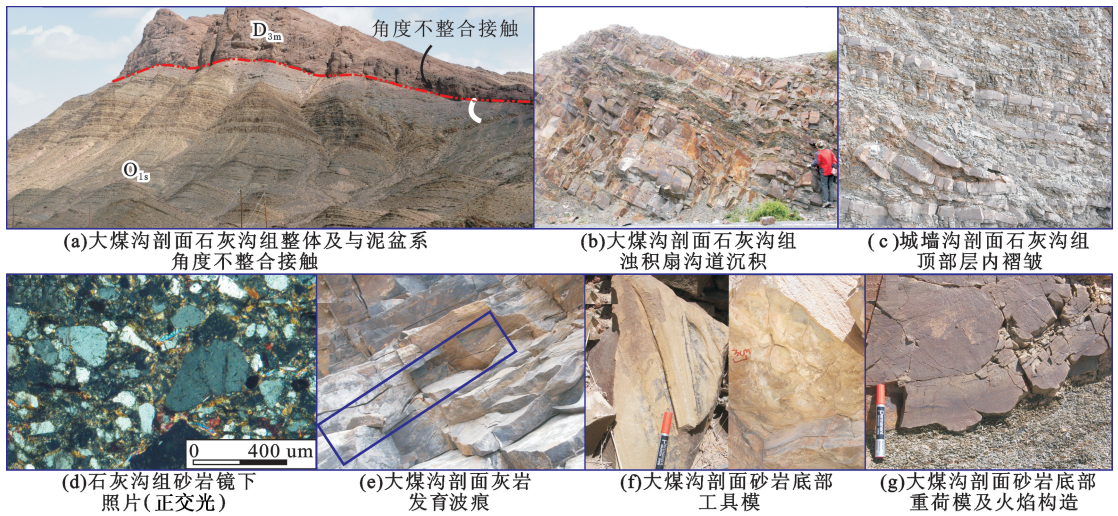 D3m
角度不整合接触
O1s
(a)大煤沟剖面石灰沟组整体及与泥盆系
角度不整合接触
(b)大煤沟剖面石灰沟组
浊积扇沟道沉积
(c)城墙沟剖面石灰沟组
顶部层内褶皱
0 400 um
(d)石灰沟组砂岩镜下
照片(正交光)
(e)大煤沟剖面灰岩
发育波痕
(f)大煤沟剖面砂岩底部
工具模
(g)大煤沟剖面砂岩底部
重荷模及火焰构造